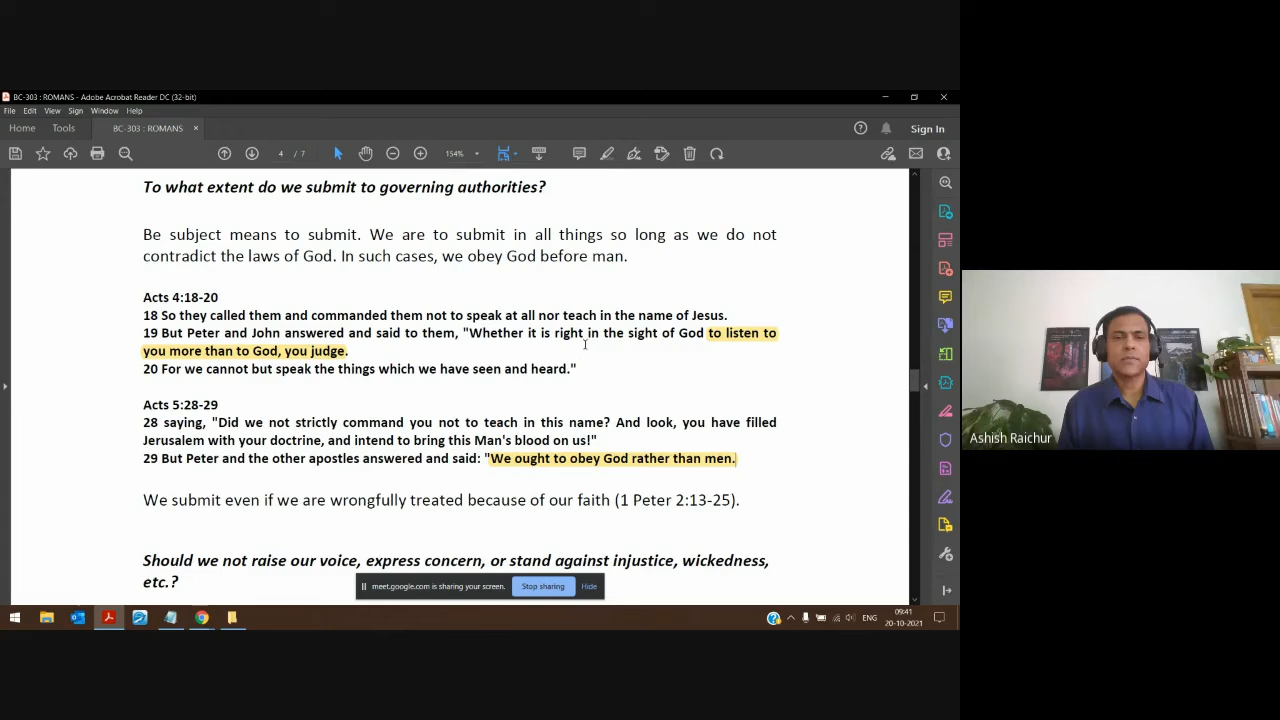 BC-303 : ROMANS - Adobe Acrobat Reader DC (32-bit)
File Edit View Sign Window Help
Home Tools BC-303 : ROMANS × Sign In
4 / 7 154%
To what extent do we submit to governing authorities?
Be subject means to submit. We are to submit in all things so long as we do not
contradict the laws of God. In such cases, we obey God before man.
Acts 4:18-20
18 So they called them and commanded them not to speak at all nor teach in the name of Jesus.
19 But Peter and John answered and said to them, "Whether it is right in the sight of God to listen to
you more than to God, you judge.
20 For we cannot but speak the things which we have seen and heard."
Acts 5:28-29
28 saying, "Did we not strictly command you not to teach in this name? And look, you have filled
Jerusalem with your doctrine, and intend to bring this Man's blood on us!"
29 But Peter and the other apostles answered and said: "We ought to obey God rather than men.
We submit even if we are wrongfully treated because of our faith (1 Peter 2:13-25).
Should we not raise our voice, express concern, or stand against injustice, wickedness,
etc.?
meet.google.com is sharing your screen. Stop sharing Hide
ENG 09:41
20-10-2021
Ashish Raichur